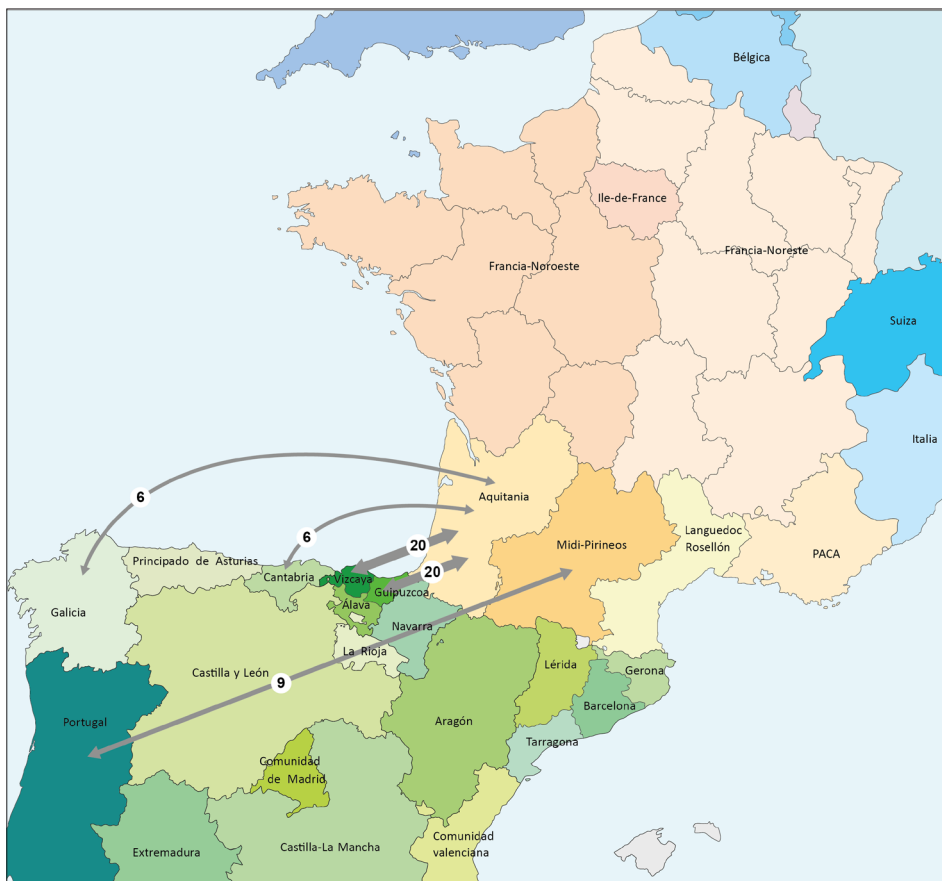 Bélgica
Ile-de-France
Francia-Noreste
Francia-Noroeste
Suiza
Italia
Aquitania
6
Languedoc
Rosellón
6
20
Midi-Pirineos
PACA
Principado de Asturias
Cantabria
Vizcaya
20
Guipuzcoa
Galicia
Álava
Navarra
La Rioja
Castilla y León
9
Lérida
Gerona
Barcelona
Portugal
Aragón
Tarragona
Comunidad
de Madrid
Comunidad
valenciana
Extremadura
Castilla-La Mancha